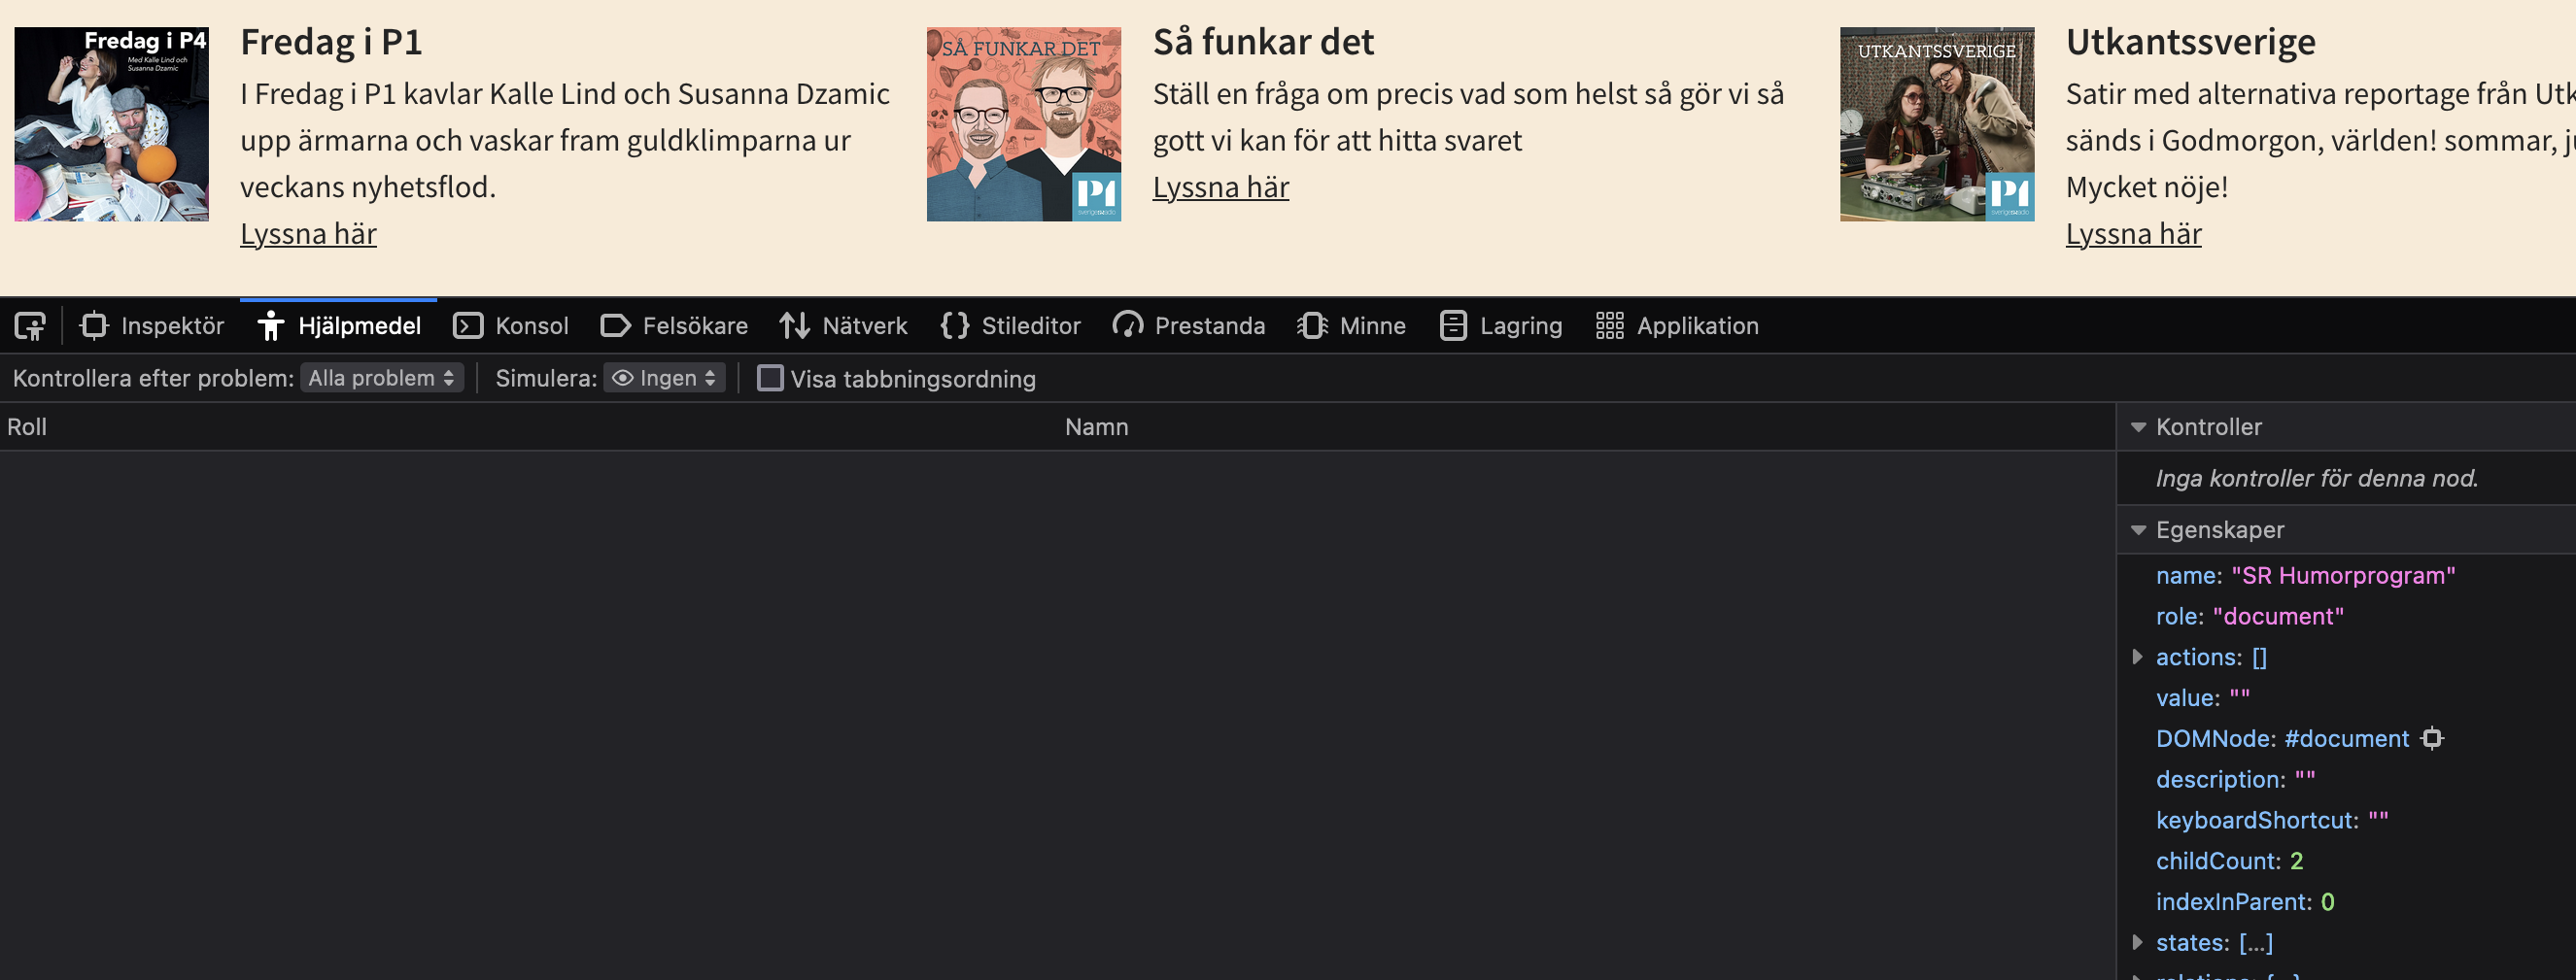 Fredag i P4
Med Kalle Lind och
Susanna Dzamic
Fredag i P1
I Fredag i P1 kavlar Kalle Lind och Susanna Dzamic
upp ärmarna och vaskar fram guldklimparna ur
veckans nyhetsflod.
Lyssna här
SÅ FUNKAR DET
P1
sverigesradio
Så funkar det
Ställ en fråga om precis vad som helst så gör vi så
gott vi kan för att hitta svaret
Lyssna här
UTKANTSSVERIGE
P1
sverigesradio
Utkantssverige
Satir med alternativa reportage från Utk
sänds i Godmorgon, världen! sommar, ju
Mycket nöje!
Lyssna här
Inspektör Hjälpmedel Konsol Felsökare Nätverk Stileditor Prestanda Minne Lagring Applikation
Kontrollera efter problem: Alla problem Simulera: Ingen Visa tabbningsordning
Roll Namn
Kontroller
Inga kontroller för denna nod.
Egenskaper
name: "SR Humorprogram"
role: "document"
actions: []
value: ""
DOMNode: #document
description: ""
keyboardShortcut: ""
childCount: 2
indexInParent: 0
states: […]